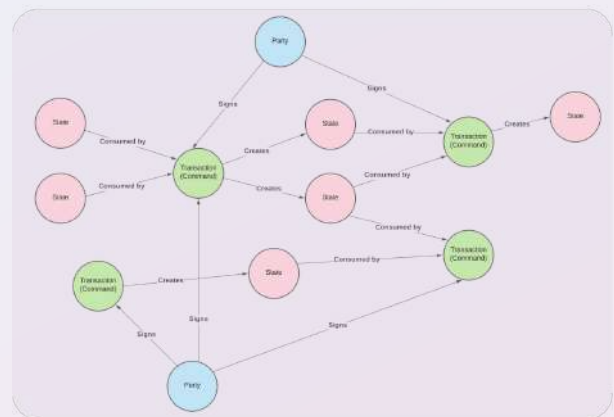 Party
Signs
Signs
State
State
State
Creates
Consumed by
Consumed by
Creates
Transaction
(Command)
Transaction
(Command)
Consumed by
Creates
Consumed by
State
State
Consumed by
Transaction
(Command)
Consumed by
Transaction
(Command)
Creates
State
Signs
Signs
Signs
Party